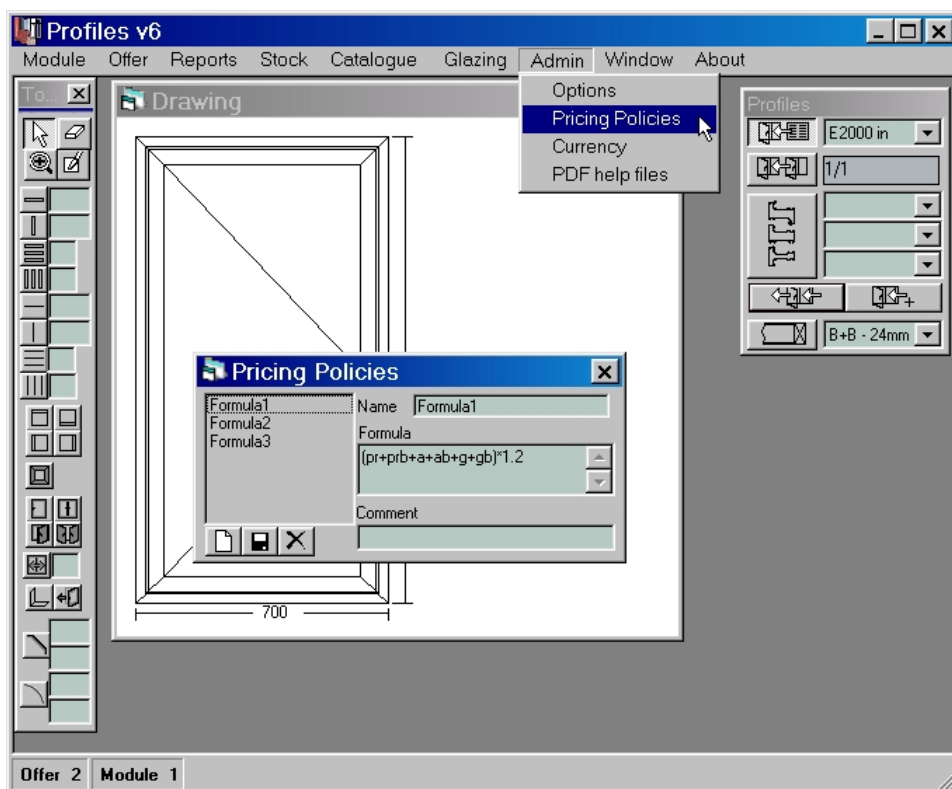 Profiles v6
Module Offer Reports Stock Catalogue Glazing Admin Window About
To...
Drawing
Options
Pricing Policies
Currency
PDF help files
Profiles
E2000 in
1/1
B+B - 24mm
Pricing Policies
Formula1
Formula2
Formula3
Name Formula1
Formula
(pr+prb+a+ab+g+gb)*1.2
Comment
700
Offer 2 Module 1